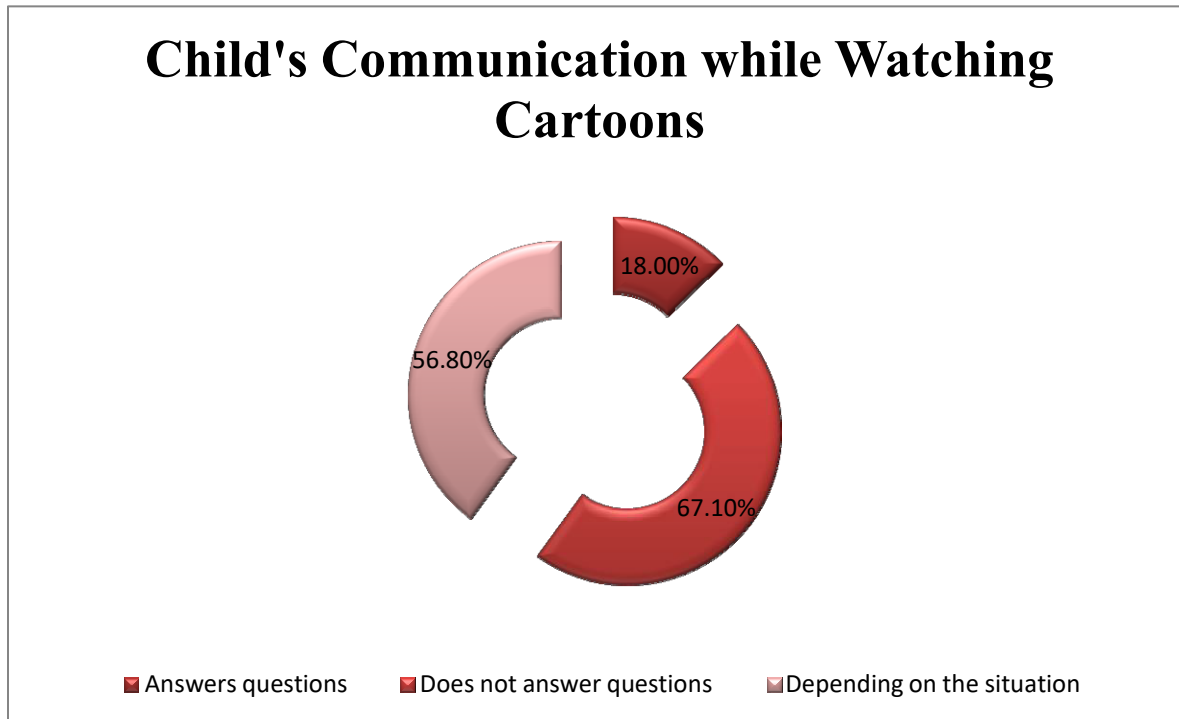 Child's Communication while Watching
Cartoons
18.00%
56.80%
67.10%
Answers questions
Does not answer questions
Depending on the situation